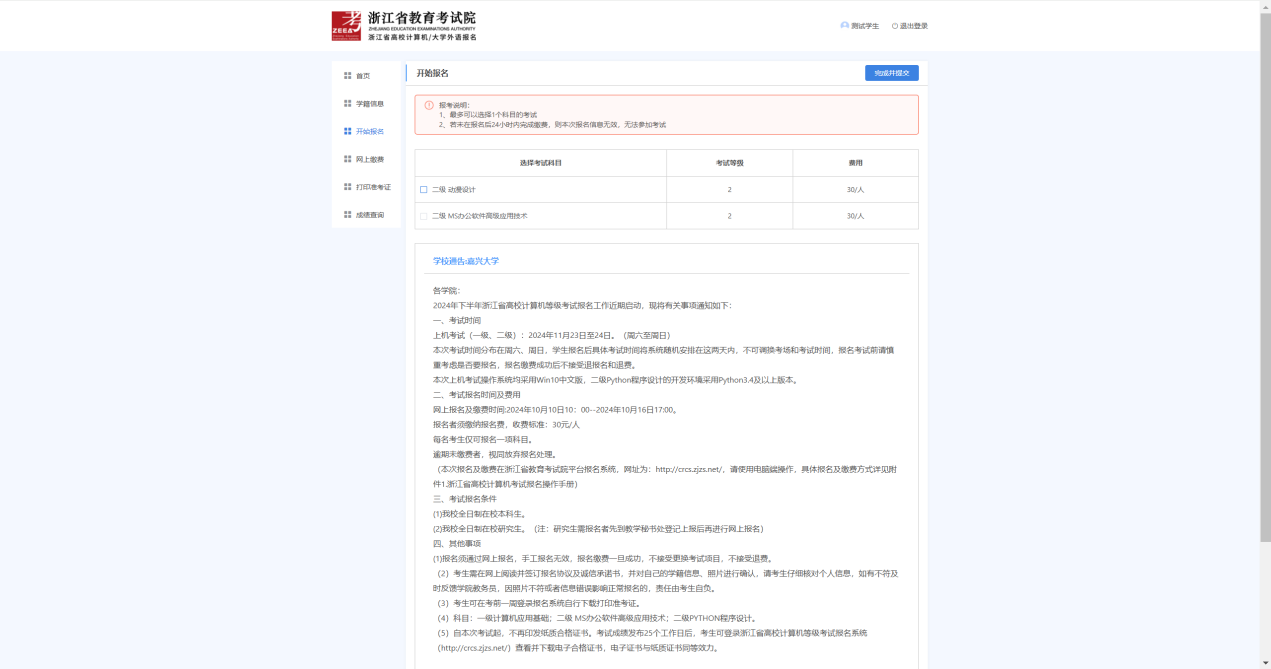 浙江省教育考试院
ZHEJIANG EDUCATION EXAMINATIONS AUTHORITY
浙江省高校计算机/大学外语报名
ZEEA
测试学生
退出登录
首页
学籍信息
开始报名
网上缴费
打印准考证
成绩查询
开始报名
完成并提交
报考说明:
1、最多可以选择1个科目的考试
2、若未在报名后24小时内完成缴费，则本次报名信息无效，无法参加考试
选择考试科目 考试等级 费用
二级 动漫设计 2 30/人
二级 MS办公软件高级应用技术 2 30/人
学校通告:嘉兴大学
各学院：
2024年下半年浙江省高校计算机等级考试报名工作近期启动，现将有关事项通知如下：
一、考试时间
上机考试（一级、二级）：2024年11月23日至24日。（周六至周日）
本次考试时间分布在周六、周日，学生报名后具体考试时间将系统随机安排在这两天内，不可调换考场和考试时间，报名考试前请慎
重考虑是否要报名，报名缴费成功后不接受退报名和退费。
本次上机考试操作系统均采用Win10中文版，二级Python程序设计的开发环境采用Python3.4及以上版本。
二、考试报名时间及费用
网上报名及缴费时间:2024年10月10日10：00--2024年10月16日17:00。
报名者须缴纳报名费，收费标准：30元/人
每名考生仅可报名一项科目。
逾期未缴费者，视同放弃报名处理。
（本次报名及缴费在浙江省教育考试院平台报名系统，网址为：http://crcs.zjzs.net/，请使用电脑端操作，具体报名及缴费方式详见附
件1.浙江省高校计算机考试报名操作手册）
三、考试报名条件
(1)我校全日制在校本科生。
(2)我校全日制在校研究生。（注：研究生需报名者先到教学秘书处登记上报后再进行网上报名）
四、其他事项
(1)报名须通过网上报名，手工报名无效，报名缴费一旦成功，不接受更换考试项目，不接受退费。
（2）考生需在网上阅读并签订报名协议及诚信承诺书，并对自己的学籍信息、照片进行确认，请考生仔细核对个人信息，如有不符及
时反馈学院教务员，因照片不符或者信息错误影响正常报名的，责任由考生自负。
（3）考生可在考前一周登录报名系统自行下载打印准考证。
（4）科目：一级计算机应用基础；二级 MS办公软件高级应用技术；二级PYTHON程序设计。
（5）自本次考试起，不再印发纸质合格证书。考试成绩发布25个工作日后，考生可登录浙江省高校计算机等级考试报名系统
（http://crcs.zjzs.net/）查看并下载电子合格证书，电子证书与纸质证书同等效力。